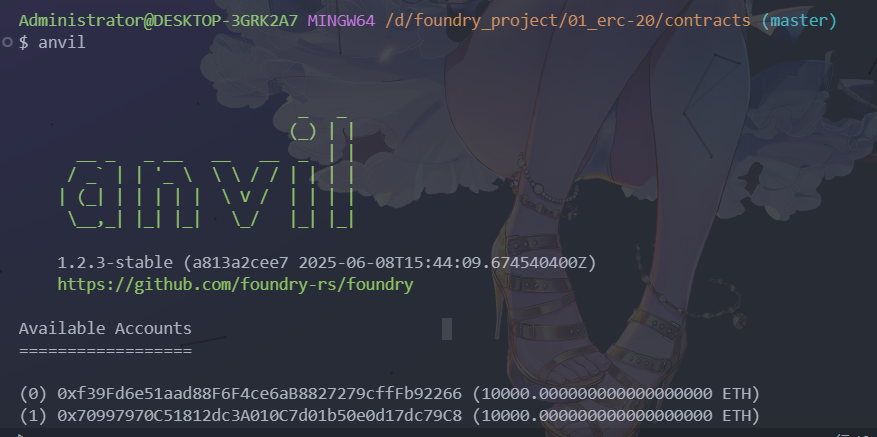 Administrator@DESKTOP-3GRK2A7 MINGW64 /d/foundry_project/01_erc-20/contracts (master)
$ anvil
anvil
1.2.3-stable (a813a2cee7 2025-06-08T15:44:09.674540400Z)
https://github.com/foundry-rs/foundry
Available Accounts
==================
(0) 0xf39Fd6e51aad88F6F4ce6aB8827279cffFb92266 (10000.000000000000000000 ETH)
(1) 0x70997970C51812dc3A010C7d01b50e0d17dc79C8 (10000.000000000000000000 ETH)